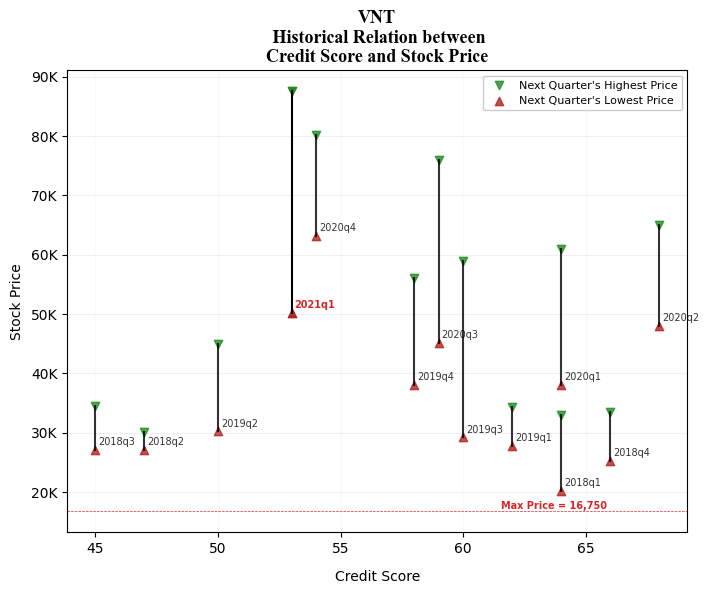 VNT
Historical Relation between
Credit Score and Stock Price
Next Quarter's Highest Price
Next Quarter's Lowest Price
Stock Price
90K
80K
70K
60K
50K
40K
30K
20K
2020q4
2021q1
2020q2
2020q3
2019q4
2020q1
2019q2
2019q3
2019q1
2018q3
2018q2
2018q4
2018q1
Max Price = 16,750
45
50
55
60
65
Credit Score